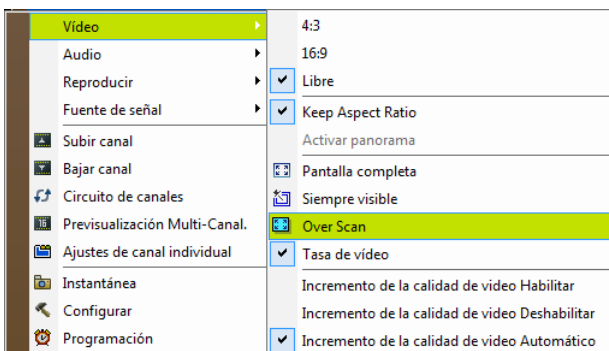 Vídeo
Audio
Reproducir
Fuente de señal
Subir canal
Bajar canal
Circuito de canales
Previsualización Multi-Canal.
Ajustes de canal individual
Instantánea
Configurar
Programación
4:3
16:9
Libre
Keep Aspect Ratio
Activar panorama
Pantalla completa
Siempre visible
Over Scan
Tasa de vídeo
Incremento de la calidad de video Habilitar
Incremento de la calidad de video Deshabilitar
Incremento de la calidad de video Automático